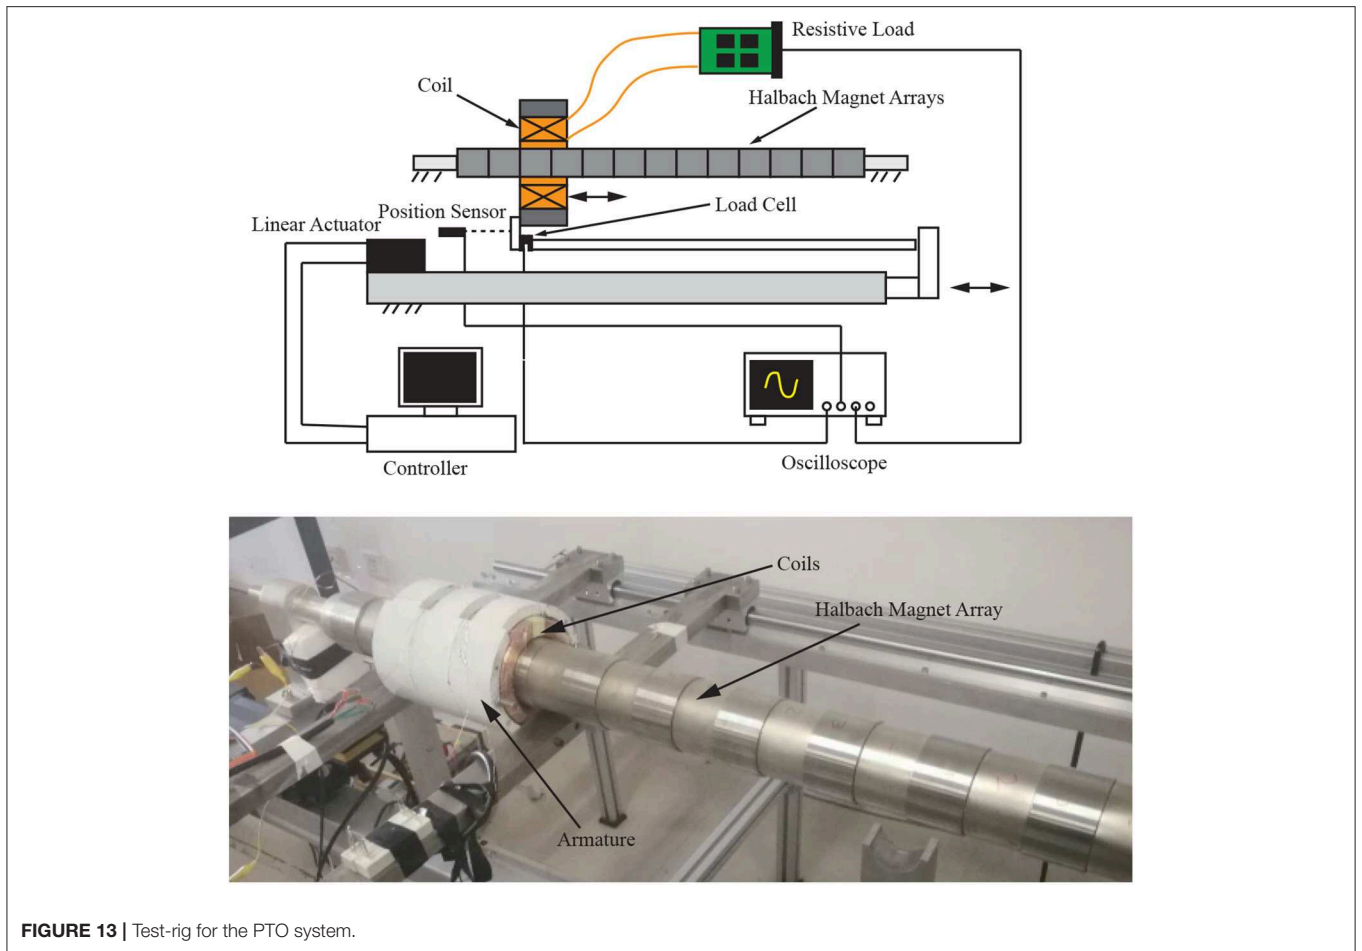 Resistive Load
Coil
Halbach Magnet Arrays
Load Cell
Position Sensor
Linear Actuator
Controller
Oscilloscope
Coils
Halbach Magnet Array
Armature
FIGURE 13 | Test-rig for the PTO system.